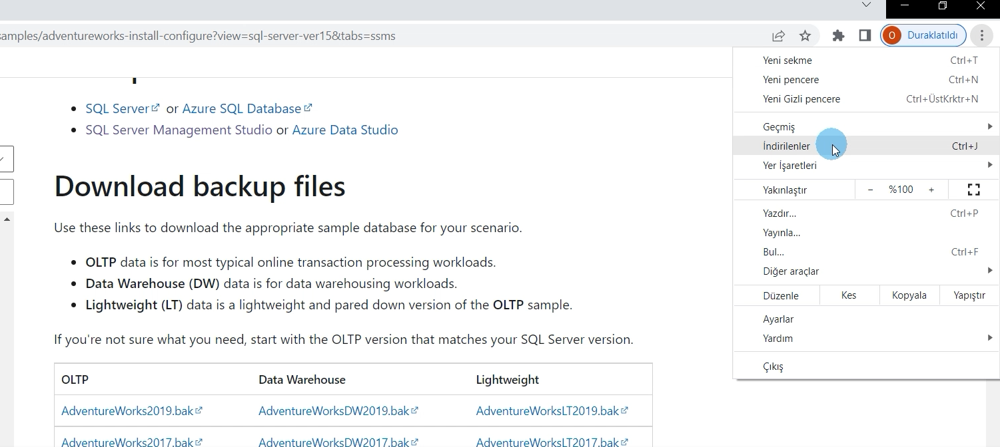 samples/adventureworks-install-configure?view=sql-server-ver15&tabs=ssms
O Duraklatıldı
SQL Server or Azure SQL Database
SQL Server Management Studio or Azure Data Studio
Download backup files
Use these links to download the appropriate sample database for your scenario.
OLTP data is for most typical online transaction processing workloads.
Data Warehouse (DW) data is for data warehousing workloads.
Lightweight (LT) data is a lightweight and pared down version of the OLTP sample.
If you're not sure what you need, start with the OLTP version that matches your SQL Server version.
OLTP Data Warehouse Lightweight
AdventureWorks2019.bak AdventureWorksDW2019.bak AdventureWorksLT2019.bak
AdventureWorks2017.bak AdventureWorksDW2017.bak AdventureWorksLT2017.bak
Yeni sekme Ctrl+T
Yeni pencere Ctrl+N
Yeni Gizli pencere Ctrl+ÜstKrktr+N
Geçmiş
İndirilenler Ctrl+J
Yer İşaretleri
Yakınlaştır - %100 +
Yazdır... Ctrl+P
Yayınla...
Bul... Ctrl+F
Diğer araçlar
Düzenle Kes Kopyala Yapıştır
Ayarlar
Yardım
Çıkış